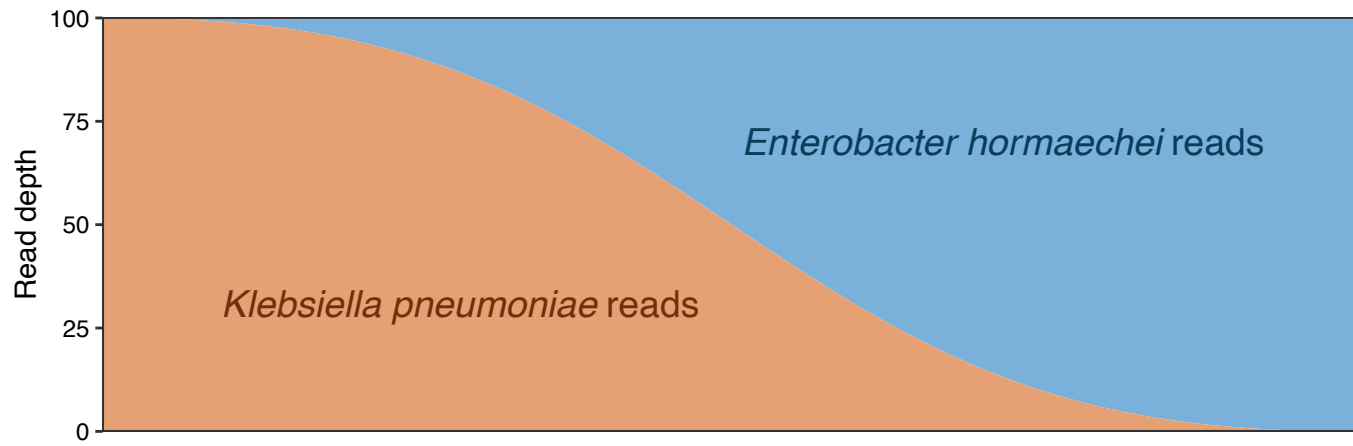 100
75
50
25
0
Read depth
Enterobacter hormaechei reads
Klebsiella pneumoniae reads